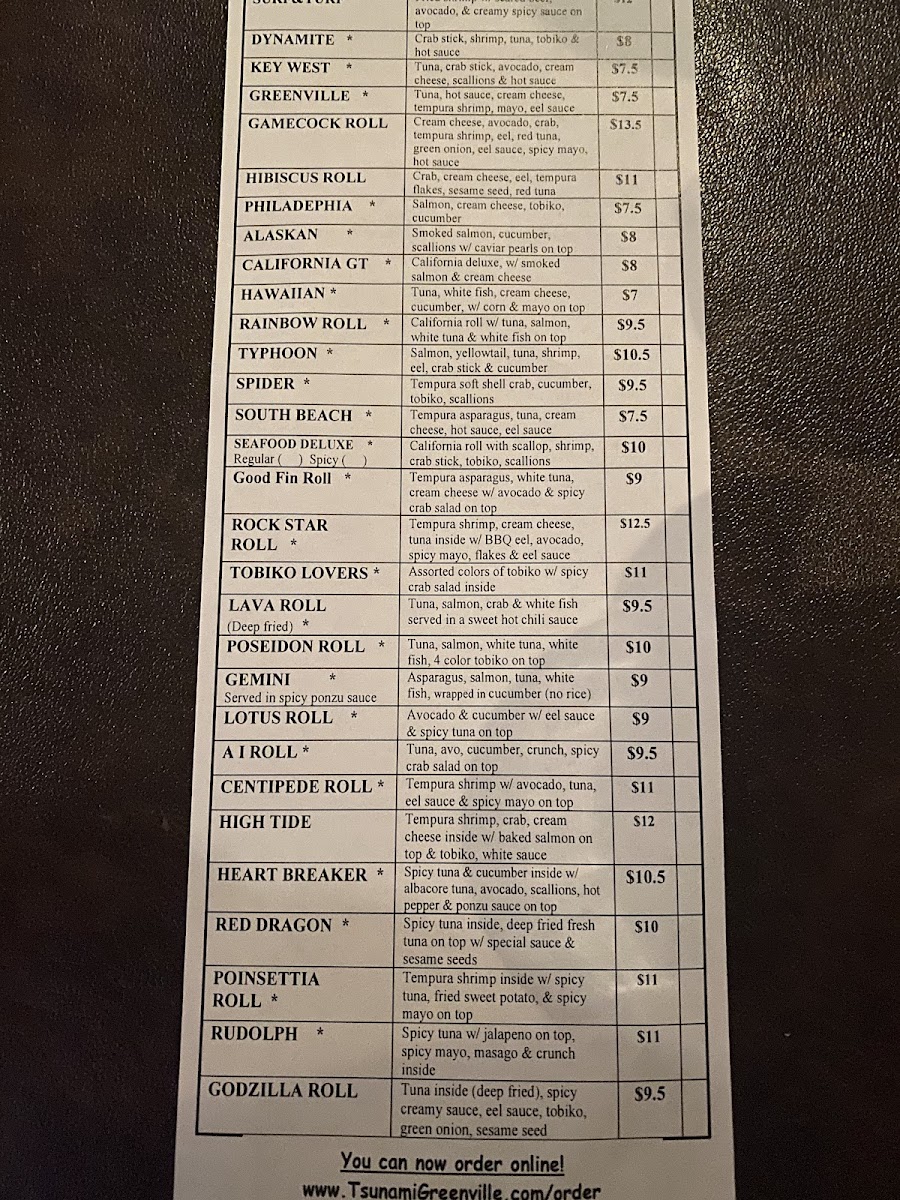 SURF&TURF
avocado, & creamy spicy sauce on
top
$12
DYNAMITE *
Crab stick, shrimp, tuna, tobiko &
hot sauce
$8
KEY WEST *
Tuna, crab stick, avocado, cream
cheese, scallions & hot sauce
$7.5
GREENVILLE *
Tuna, hot sauce, cream cheese,
tempura shrimp, mayo, eel sauce
$7.5
GAMECOCK ROLL
Cream cheese, avocado, crab,
tempura shrimp, eel, red tuna,
green onion, eel sauce, spicy mayo,
hot sauce
$13.5
HIBISCUS ROLL
Crab, cream cheese, eel, tempura
flakes, sesame seed, red tuna
$11
PHILADEPHIA *
Salmon, cream cheese, tobiko,
cucumber
$7.5
ALASKAN *
Smoked salmon, cucumber,
scallions w/ caviar pearls on top
$8
CALIFORNIA GT *
California deluxe, w/ smoked
salmon & cream cheese
$8
HAWAIIAN *
Tuna, white fish, cream cheese,
cucumber, w/ corn & mayo on top
$7
RAINBOW ROLL *
California roll w/ tuna, salmon,
white tuna & white fish on top
$9.5
TYPHOON *
Salmon, yellowtail, tuna, shrimp,
eel, crab stick & cucumber
$10.5
SPIDER *
Tempura soft shell crab, cucumber,
tobiko, scallions
$9.5
SOUTH BEACH *
Tempura asparagus, tuna, cream
cheese, hot sauce, eel sauce
$7.5
SEAFOOD DELUXE *
Regular ( ) Spicy ( )
California roll with scallop, shrimp,
crab stick, tobiko, scallions
$10
Good Fin Roll *
Tempura asparagus, white tuna,
cream cheese w/ avocado & spicy
crab salad on top
$9
ROCK STAR
ROLL *
Tempura shrimp, cream cheese,
tuna inside w/ BBQ eel, avocado,
spicy mayo, flakes & eel sauce
$12.5
TOBIKO LOVERS *
Assorted colors of tobiko w/ spicy
crab salad inside
$11
LAVA ROLL
(Deep fried) *
Tuna, salmon, crab & white fish
served in a sweet hot chili sauce
$9.5
POSEIDON ROLL *
Tuna, salmon, white tuna, white
fish, 4 color tobiko on top
$10
GEMINI *
Served in spicy ponzu sauce
Asparagus, salmon, tuna, white
fish, wrapped in cucumber (no rice)
$9
LOTUS ROLL *
Avocado & cucumber w/ eel sauce
& spicy tuna on top
$9
A I ROLL *
Tuna, avo, cucumber, crunch, spicy
crab salad on top
$9.5
CENTIPEDE ROLL *
Tempura shrimp w/ avocado, tuna,
eel sauce & spicy mayo on top
$11
HIGH TIDE
Tempura shrimp, crab, cream
cheese inside w/ baked salmon on
top & tobiko, white sauce
$12
HEART BREAKER *
Spicy tuna & cucumber inside w/
albacore tuna, avocado, scallions, hot
pepper & ponzu sauce on top
$10.5
RED DRAGON *
Spicy tuna inside, deep fried fresh
tuna on top w/ special sauce &
sesame seeds
$10
POINSETTIA
ROLL *
Tempura shrimp inside w/ spicy
tuna, fried sweet potato, & spicy
mayo on top
$11
RUDOLPH *
Spicy tuna w/ jalapeno on top,
spicy mayo, masago & crunch
inside
$11
GODZILLA ROLL
Tuna inside (deep fried), spicy
creamy sauce, eel sauce, tobiko,
green onion, sesame seed
$9.5
You can now order online!
www.TsunamiGreenville.com/order